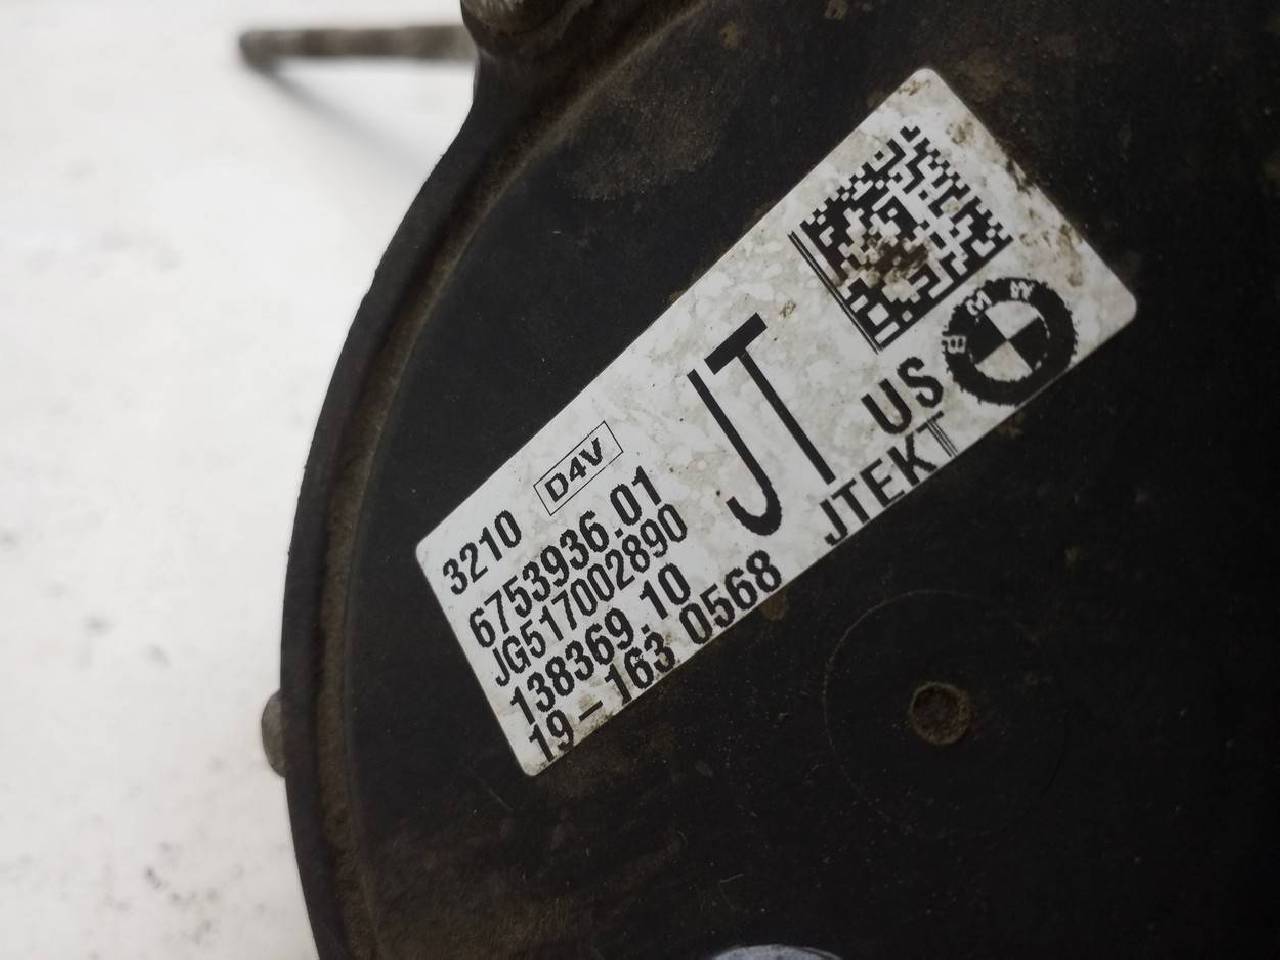 3210 D4V
6753936.01
JG517002890
138369.10
19-163 0568
JT
US
JTEKT
BMW